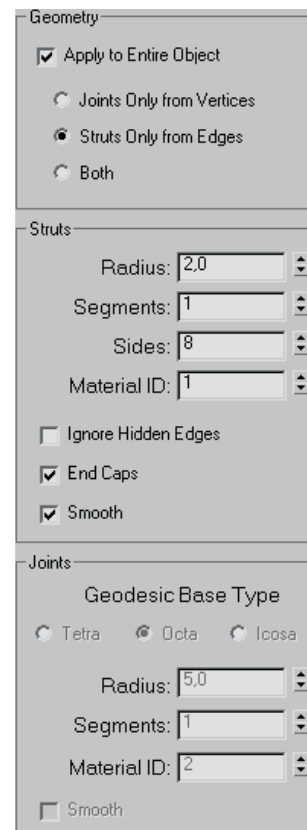 Geometry
Apply to Entire Object
Joints Only from Vertices
Struts Only from Edges
Both
Struts
Radius: 2,0
Segments: 1
Sides: 8
Material ID: 1
Ignore Hidden Edges
End Caps
Smooth
Joints
Geodesic Base Type
Tetra Octa Icosa
Radius: 5,0
Segments: 1
Material ID: 2
Smooth